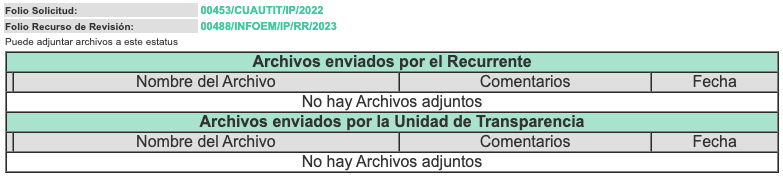 Folio Solicitud: 00453/CUAUTIT/IP/2022
Folio Recurso de Revisión: 00488/INFOEM/IP/RR/2023
Puede adjuntar archivos a este estatus
Archivos enviados por el Recurrente
Nombre del Archivo Comentarios Fecha
No hay Archivos adjuntos
Archivos enviados por la Unidad de Transparencia
Nombre del Archivo Comentarios Fecha
No hay Archivos adjuntos